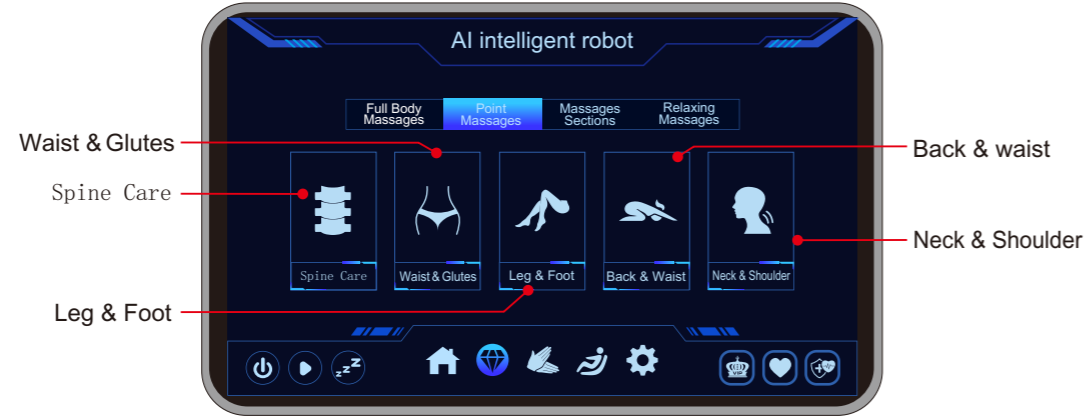 AI intelligent robot
Full Body
Massages
Point
Massages
Massages
Sections
Relaxing
Massages
Waist & Glutes
Spine Care
Leg & Foot
Back & waist
Neck & Shoulder
Spine Care
Waist & Glutes
Leg & Foot
Back & Waist
Neck & Shoulder
z z Z
VIP